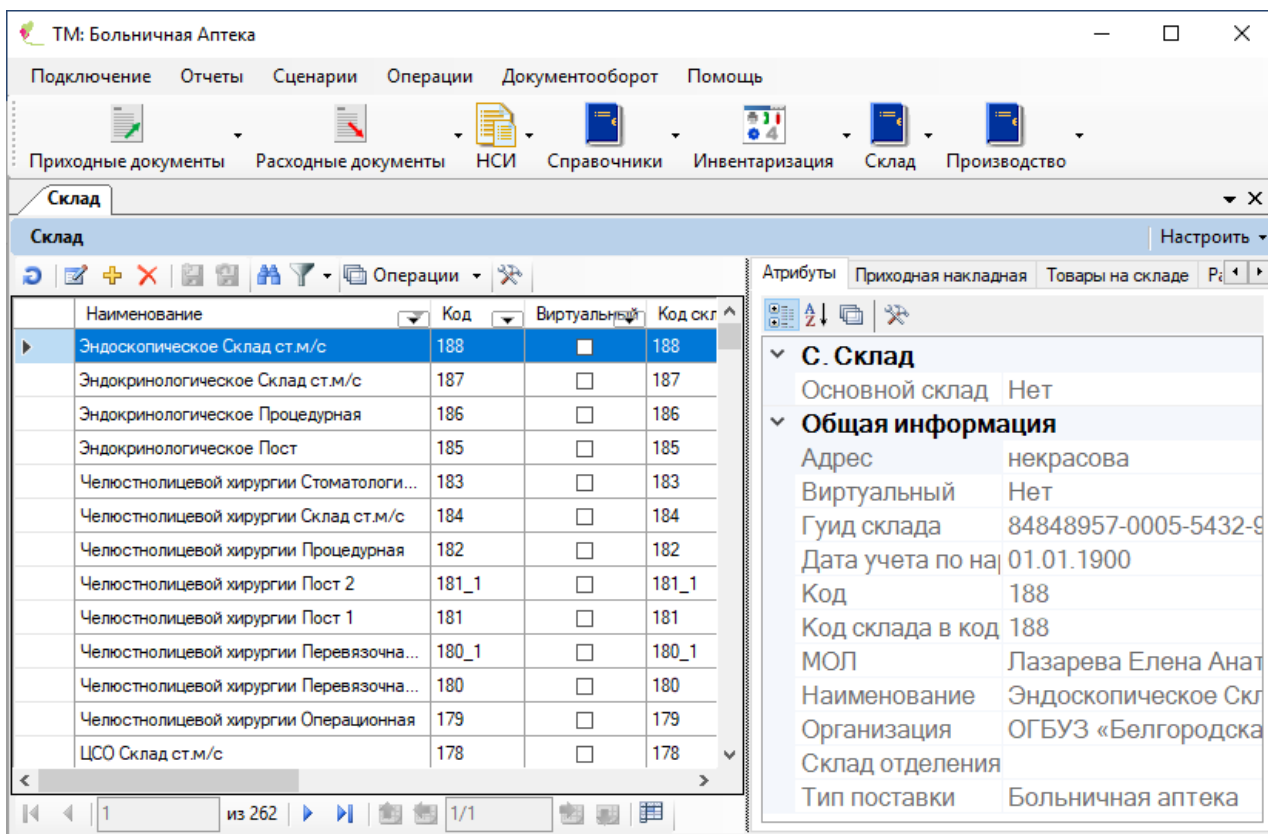 ТМ: Больничная Аптека
Подключение Отчеты Сценарии Операции Документооборот Помощь
Приходные документы Расходные документы НСИ Справочники Инвентаризация Склад Производство
Склад
Склад Настроить
Операции
Атрибуты Приходная накладная Товары на складе
Наименование Код Виртуальный Код скл
Эндоскопическое Склад ст.м/с 188 188
Эндокринологическое Склад ст.м/с 187 187
Эндокринологическое Процедурная 186 186
Эндокринологическое Пост 185 185
Челюстнолицевой хирургии Стоматологи... 183 183
Челюстнолицевой хирургии Склад ст.м/с 184 184
Челюстнолицевой хирургии Процедурная 182 182
Челюстнолицевой хирургии Пост 2 181_1 181_1
Челюстнолицевой хирургии Пост 1 181 181
Челюстнолицевой хирургии Перевязочна... 180_1 180_1
Челюстнолицевой хирургии Перевязочна... 180 180
Челюстнолицевой хирургии Операционная 179 179
ЦСО Склад ст.м/с 178 178
1 из 262 1/1
С. Склад
Основной склад Нет
Общая информация
Адрес некрасова
Виртуальный Нет
Гуид склада 84848957-0005-5432-9
Дата учета по нар 01.01.1900
Код 188
Код склада в код 188
МОЛ Лазарева Елена Анат
Наименование Эндоскопическое Скл
Организация ОГБУЗ «Белгородска
Склад отделения
Тип поставки Больничная аптека